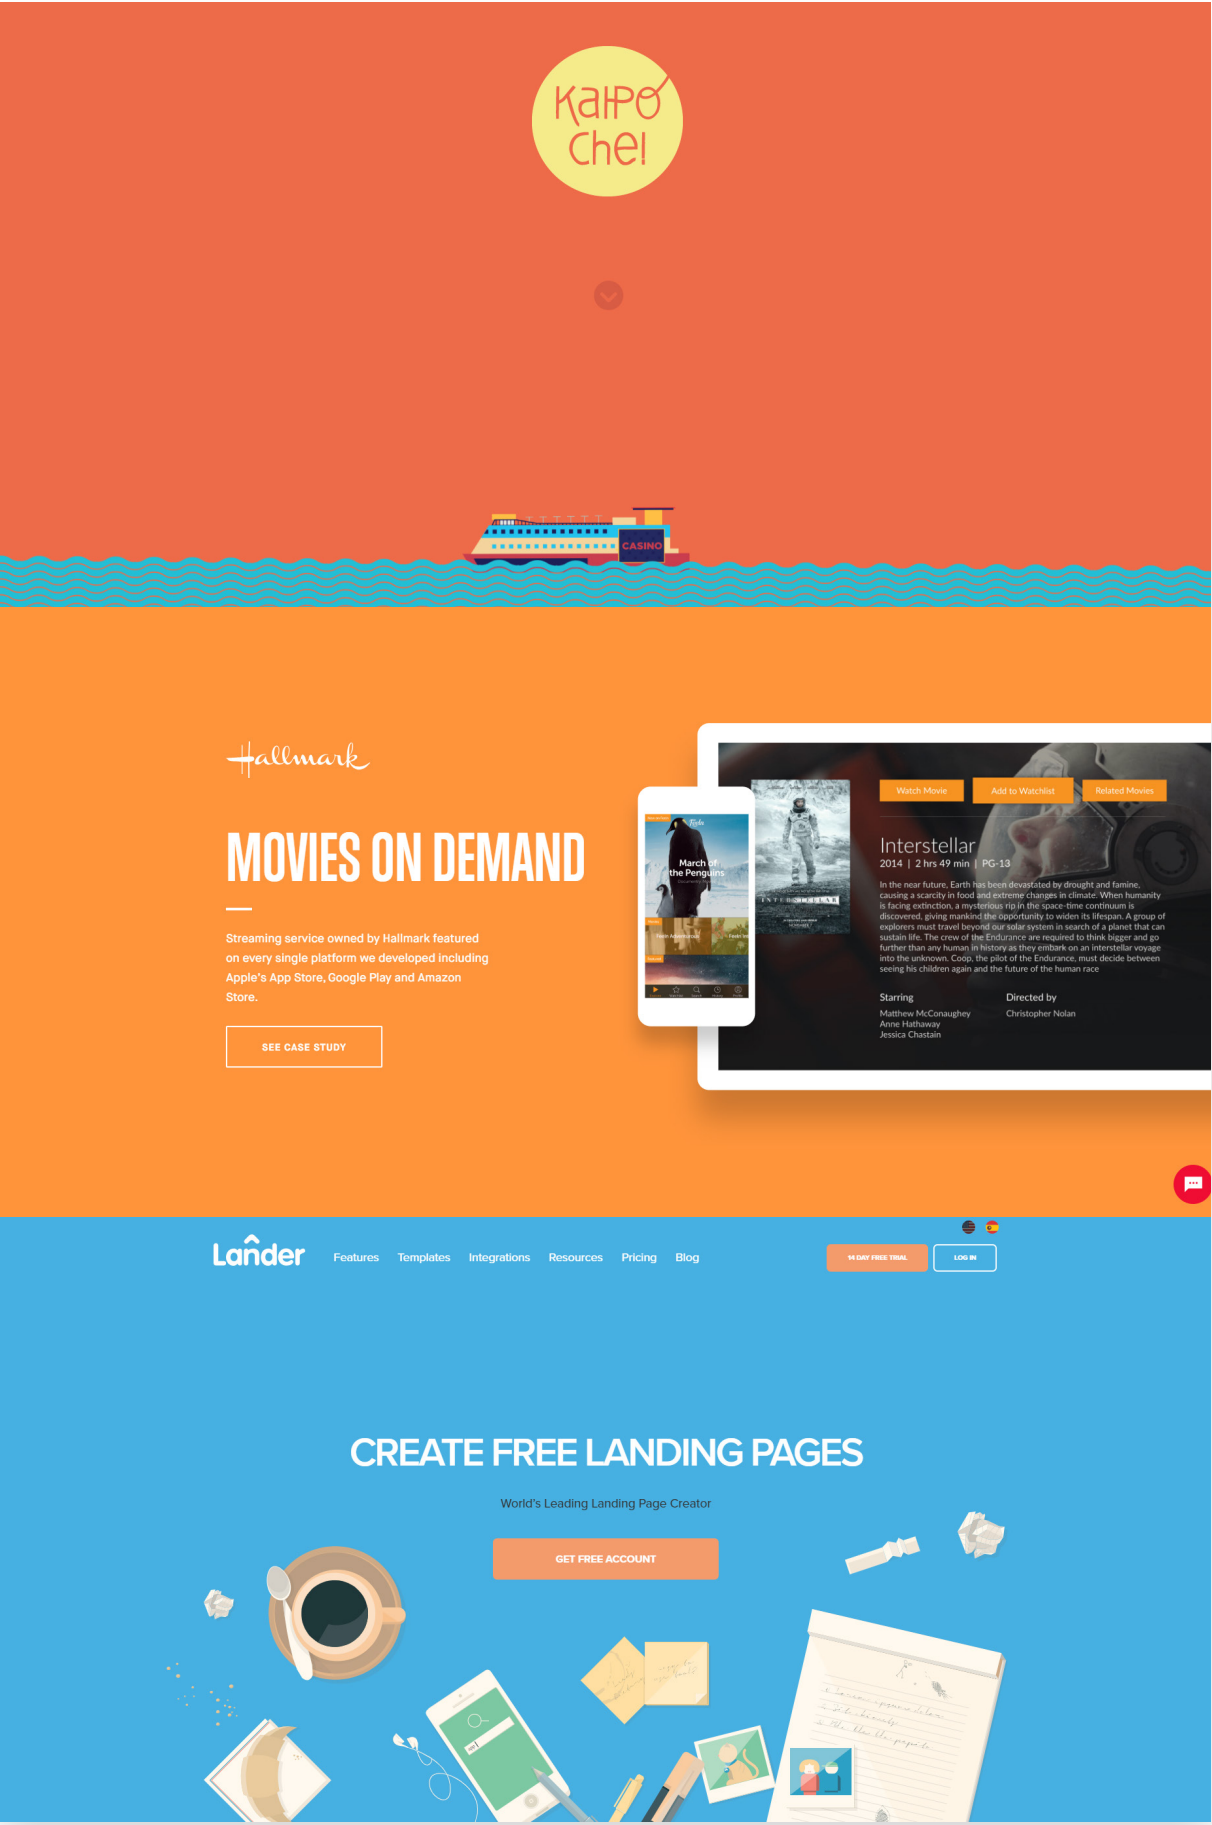 Kaipo
che!
CASINO
Hallmark
MOVIES ON DEMAND
Streaming service owned by Hallmark featured
on every single platform we developed including
Apple's App Store, Google Play and Amazon
Store.
SEE CASE STUDY
March of
the Penguins
INTERSTELLAR
Watch Movie
Add to Watchlist
Related Movies
Interstellar
2014 | 2 hrs 49 min | PG-13
In the near future, Earth has been devastated by drought and famine,
causing a scarcity in food and extreme changes in climate. When humanity
is facing extinction, a mysterious rip in the space-time continuum is
discovered, giving mankind the opportunity to widen its lifespan. A group of
explorers must travel beyond our solar system in search of a planet that can
sustain life. The crew of the Endurance are required to think bigger and go
further than any human in history as they embark on an interstellar voyage
into the unknown. Coop, the pilot of the Endurance, must decide between
seeing his children again and the future of the human race
Starring
Directed by
Matthew McConaughey
Christopher Nolan
Anne Hathaway
Jessica Chastain
Lander
Features Templates Integrations Resources Pricing Blog
14 DAY FREE TRIAL
LOG IN
CREATE FREE LANDING PAGES
World's Leading Landing Page Creator
GET FREE ACCOUNT